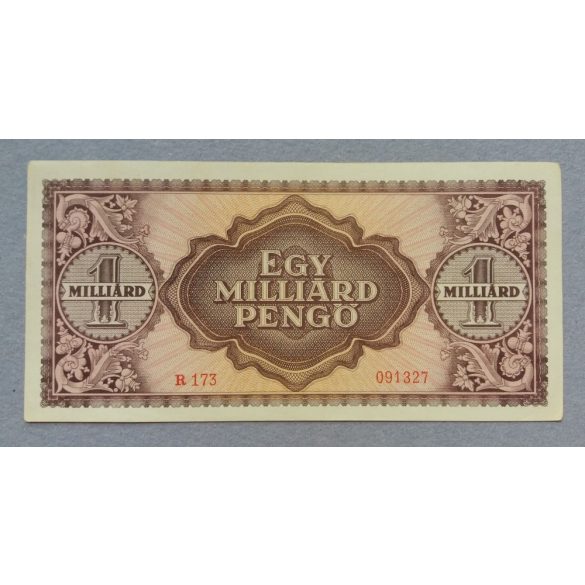 EGY
MILLIÁRD
PENGŐ
1
MILLIÁRD
1
MILLIÁRD
R 173
091327